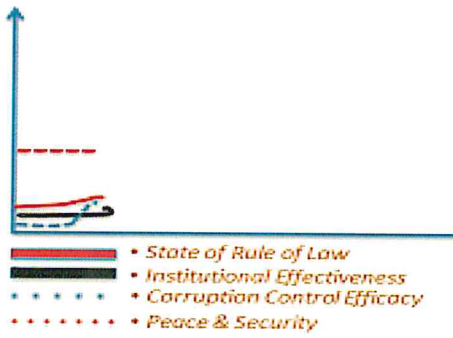 • State of Rule of Law
• Institutional Effectiveness
• Corruption Control Efficacy
• Peace & Security